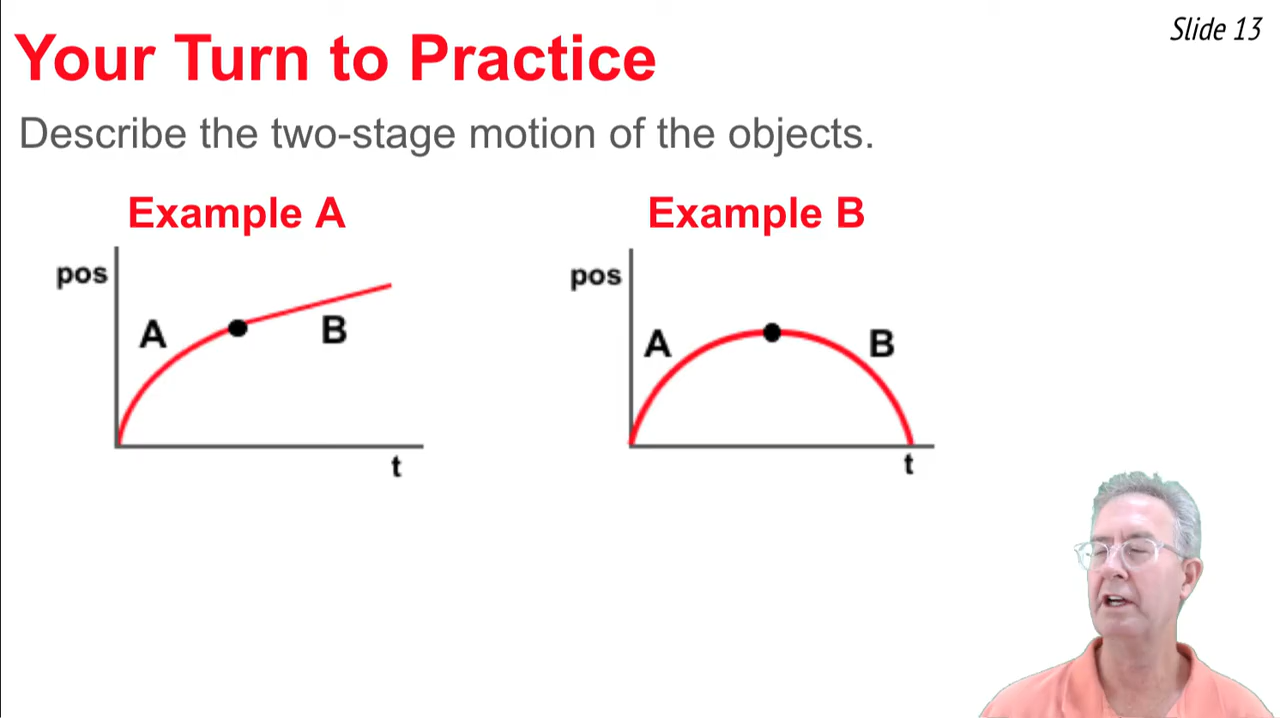 Slide 13
Your Turn to Practice
Describe the two-stage motion of the objects.
Example A
Example B
pos
A
B
t
pos
A
B
t